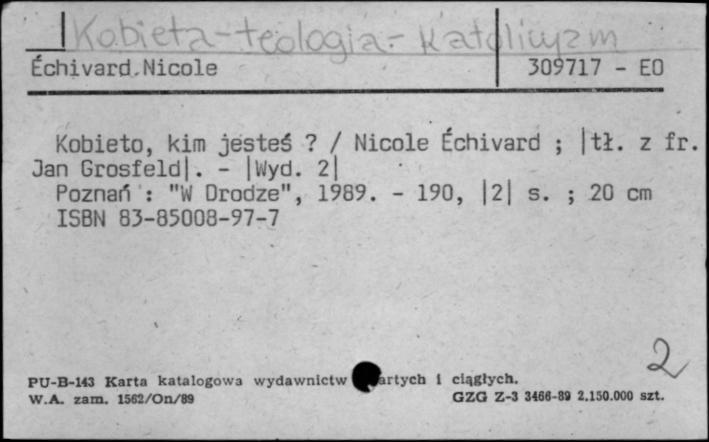 Kobieta - teologia - katolicyzm
Échivard Nicole 309717 - EO
Kobieto, kim jesteś ? / Nicole Échivard ; |tł. z fr.
Jan Grosfeld|. - |Wyd. 2|
Poznań : "W Drodze", 1989. - 190, |2| s. ; 20 cm
ISBN 83-85008-97-7
2
PU-B-143 Karta katalogowa wydawnictw artych i ciągłych.
W.A. zam. 1562/On/89 GZG Z-3 3466-89 2.150.000 szt.